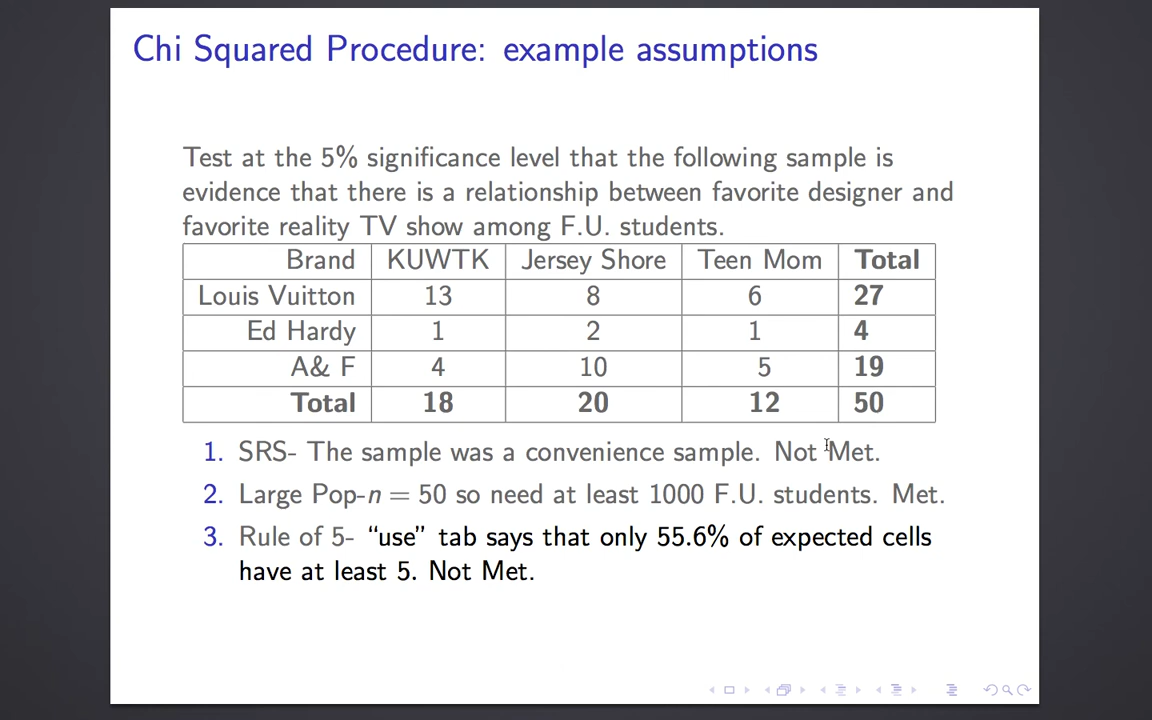 Chi Squared Procedure: example assumptions
Test at the 5% significance level that the following sample is
evidence that there is a relationship between favorite designer and
favorite reality TV show among F.U. students.
Brand KUWTK Jersey Shore Teen Mom Total
Louis Vuitton 13 8 6 27
Ed Hardy 1 2 1 4
A& F 4 10 5 19
Total 18 20 12 50
1. SRS- The sample was a convenience sample. Not Met.
2. Large Pop-n = 50 so need at least 1000 F.U. students. Met.
3. Rule of 5- “use” tab says that only 55.6% of expected cells
have at least 5. Not Met.